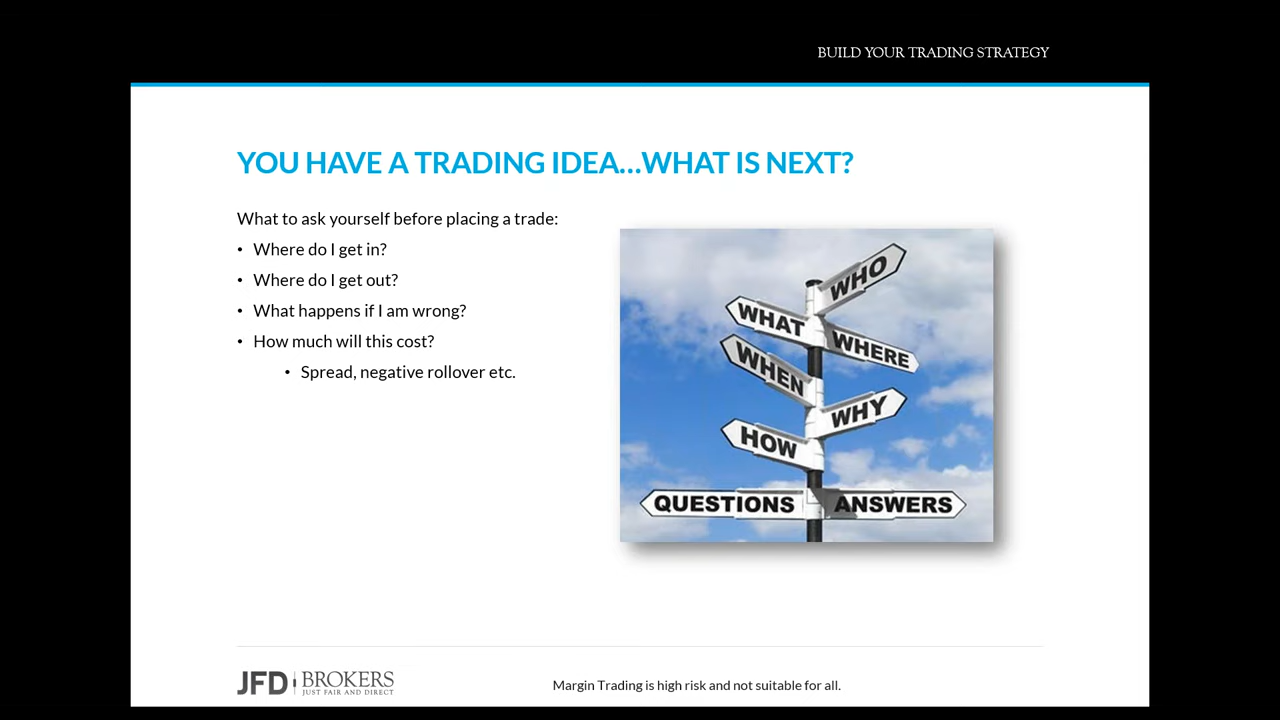 BUILD YOUR TRADING STRATEGY
YOU HAVE A TRADING IDEA...WHAT IS NEXT?
What to ask yourself before placing a trade:
• Where do I get in?
• Where do I get out?
• What happens if I am wrong?
• How much will this cost?
• Spread, negative rollover etc.
WHO
WHAT
WHERE
WHEN
WHY
HOW
QUESTIONS ANSWERS
JFD BROKERS
JUST FAIR AND DIRECT
Margin Trading is high risk and not suitable for all.